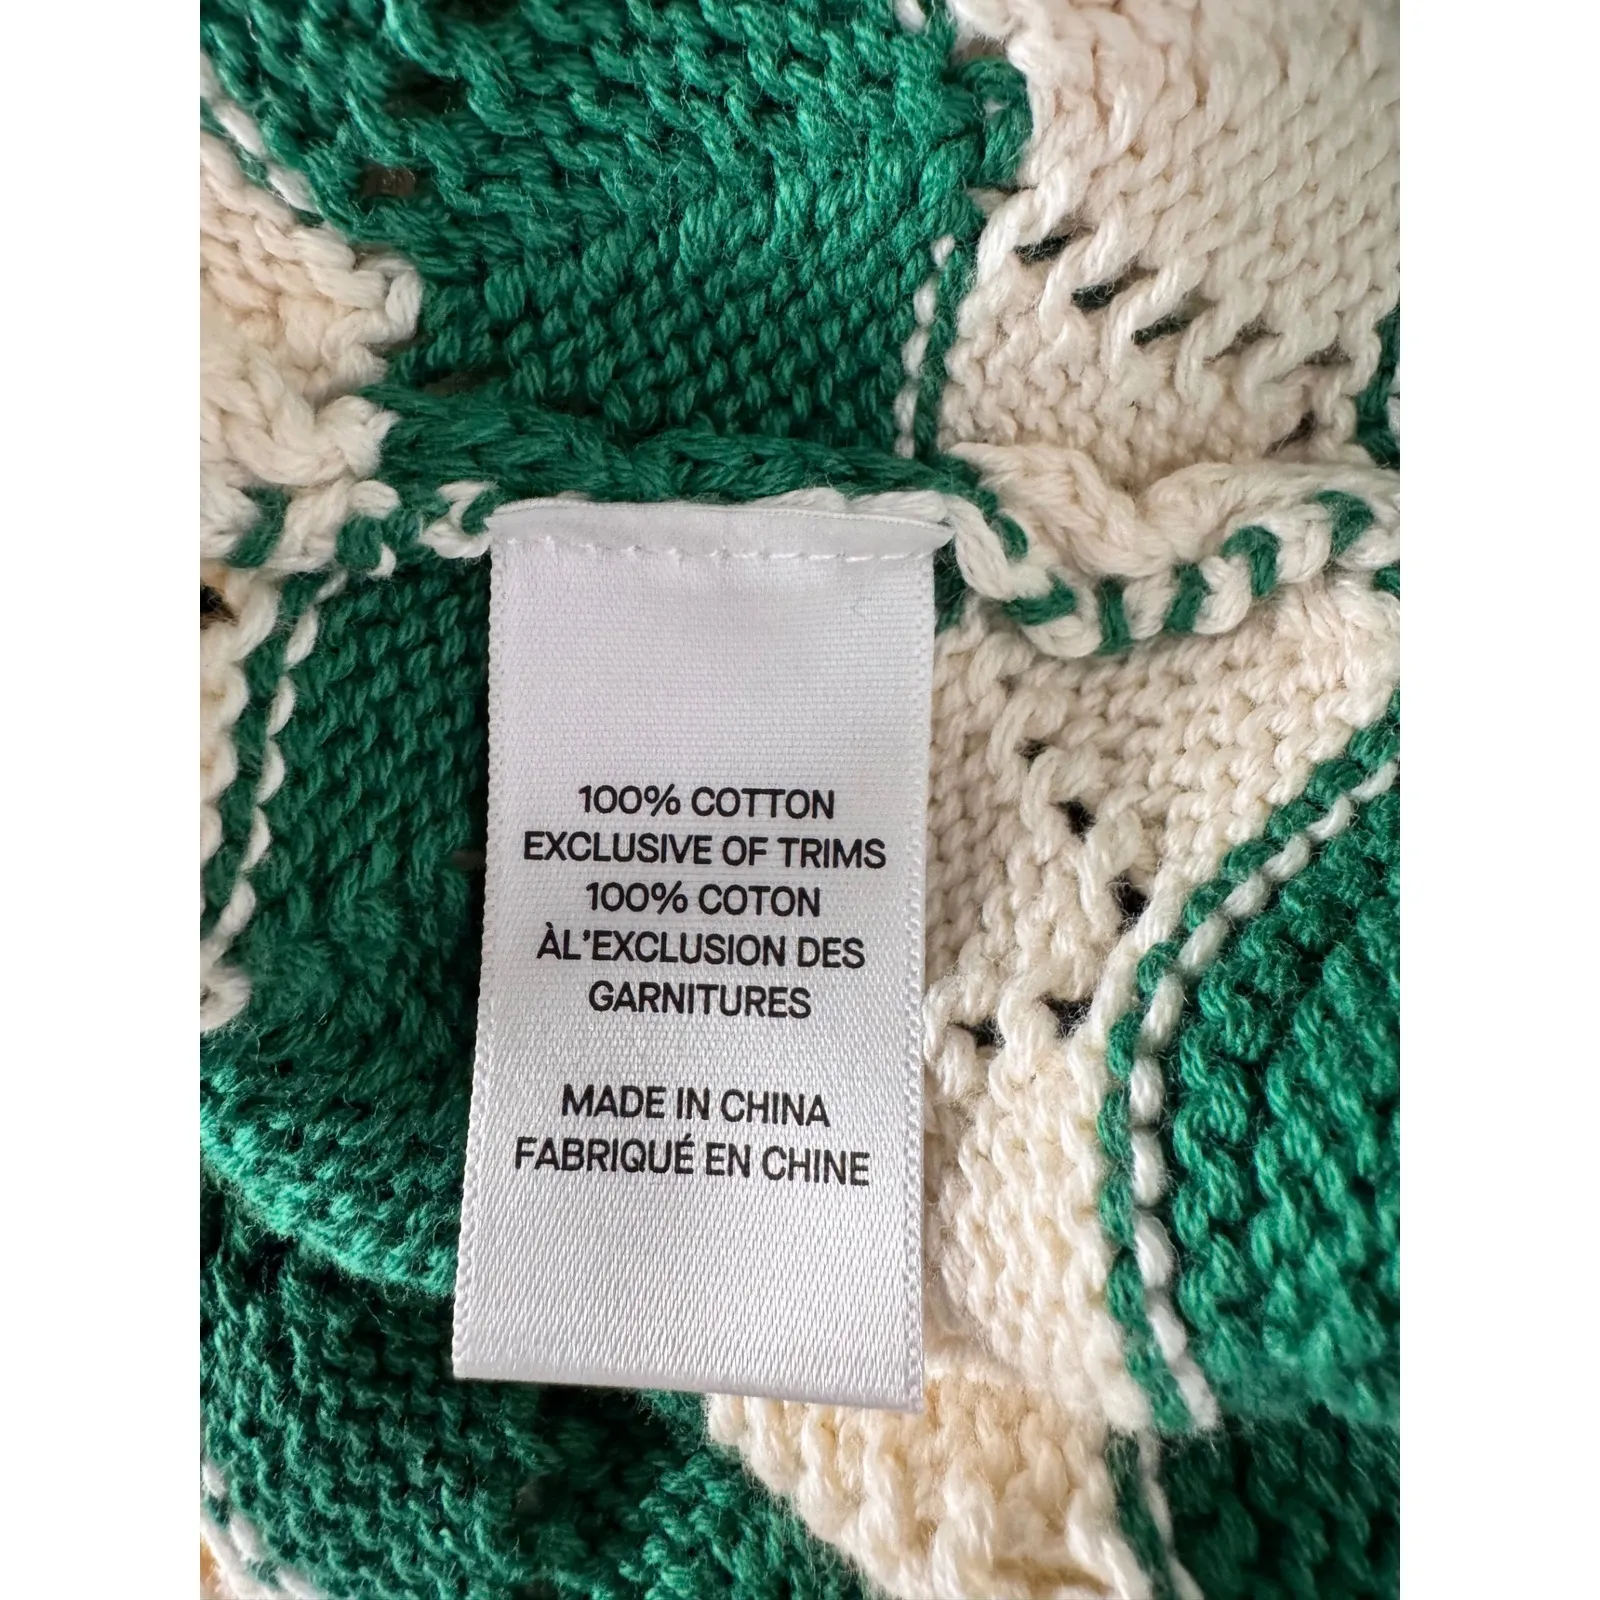 100% COTTON
EXCLUSIVE OF TRIMS
100% COTON
ÀL'EXCLUSION DES
GARNITURES
MADE IN CHINA
FABRIQUÉ EN CHINE